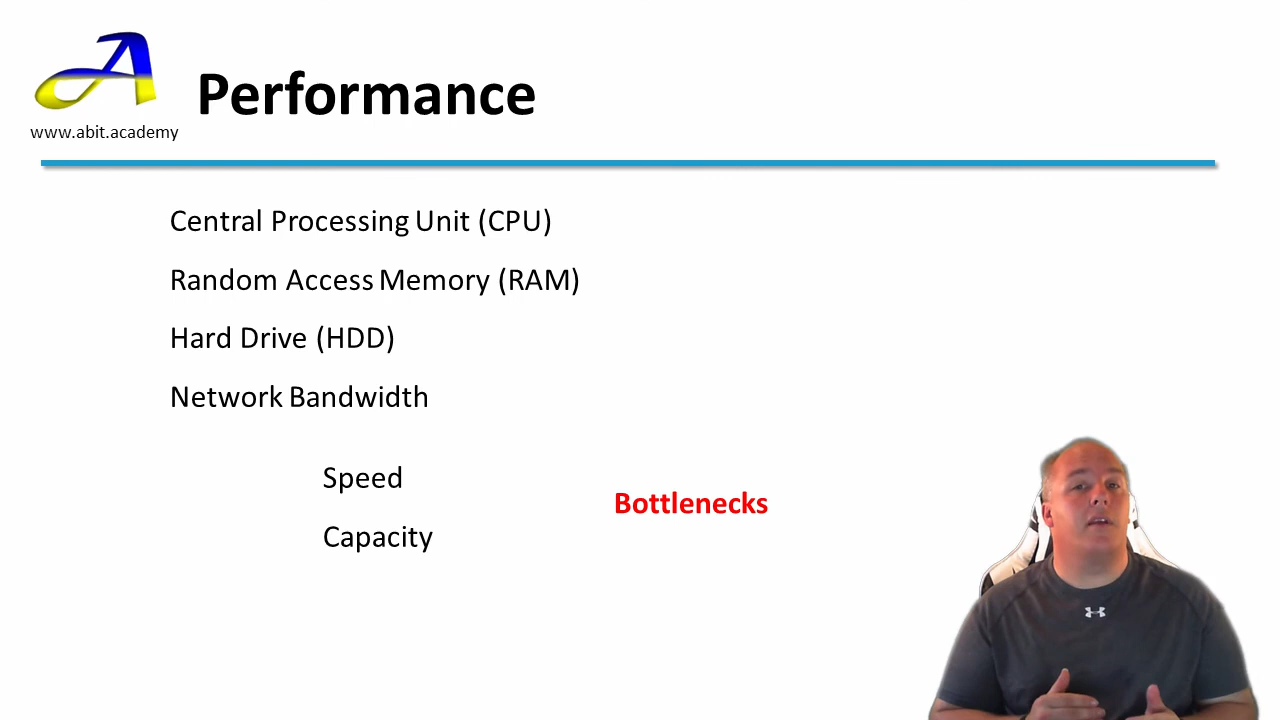 www.abit.academy
Performance
Central Processing Unit (CPU)
Random Access Memory (RAM)
Hard Drive (HDD)
Network Bandwidth
Speed
Bottlenecks
Capacity